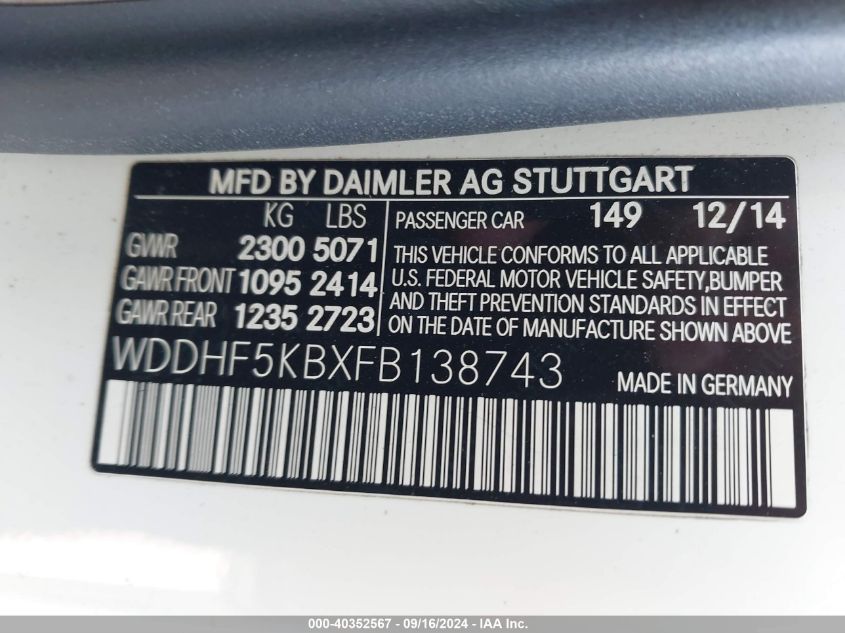 MFD BY DAIMLER AG STUTTGART
KG LBS
GVWR 2300 5071
GAWR FRONT 1095 2414
GAWR REAR 1235 2723
PASSENGER CAR 149 12/14
THIS VEHICLE CONFORMS TO ALL APPLICABLE
U.S. FEDERAL MOTOR VEHICLE SAFETY,BUMPER
AND THEFT PREVENTION STANDARDS IN EFFECT
ON THE DATE OF MANUFACTURE SHOWN ABOVE
WDDHF5KBXFB138743 MADE IN GERMANY
000-40352567 - 09/16/2024 - IAA Inc.